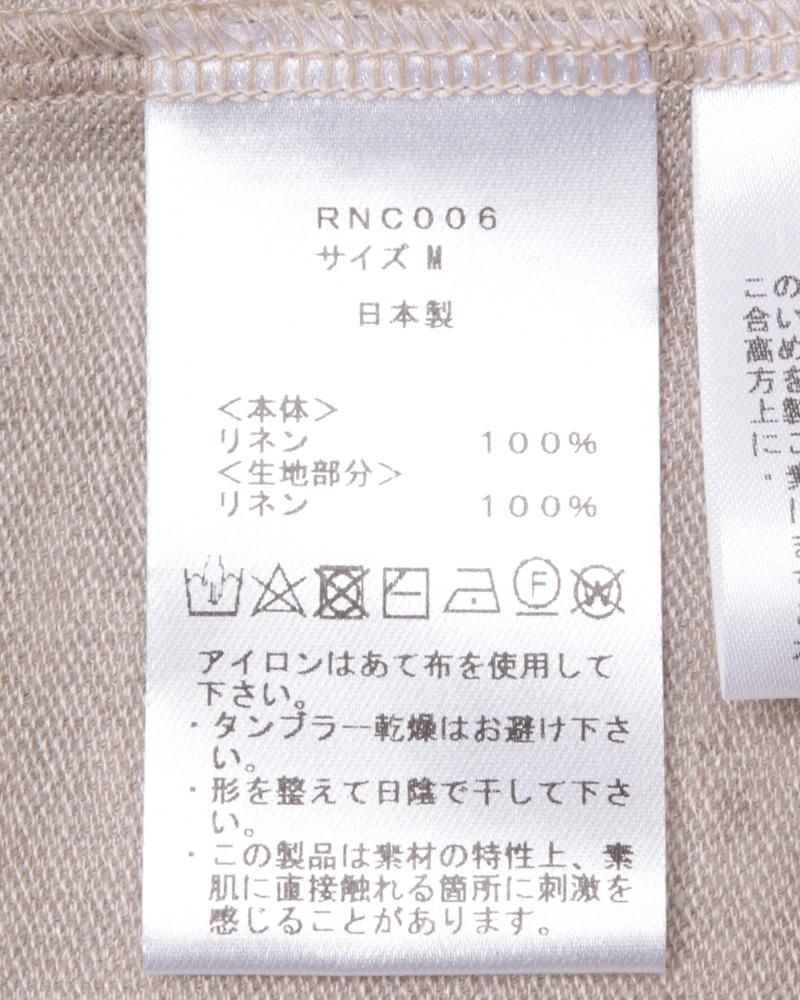 RNC006
サイズ M
日本製
＜本体＞
リネン 100%
＜生地部分＞
リネン 100%
F W
アイロンはあて布を使用して
下さい。
・タンブラー乾燥はお避け下さ
い。
・形を整えて日陰で干して下さ
い。
・この製品は素材の特性上、素
肌に直接触れる箇所に刺激を
感じることがあります。